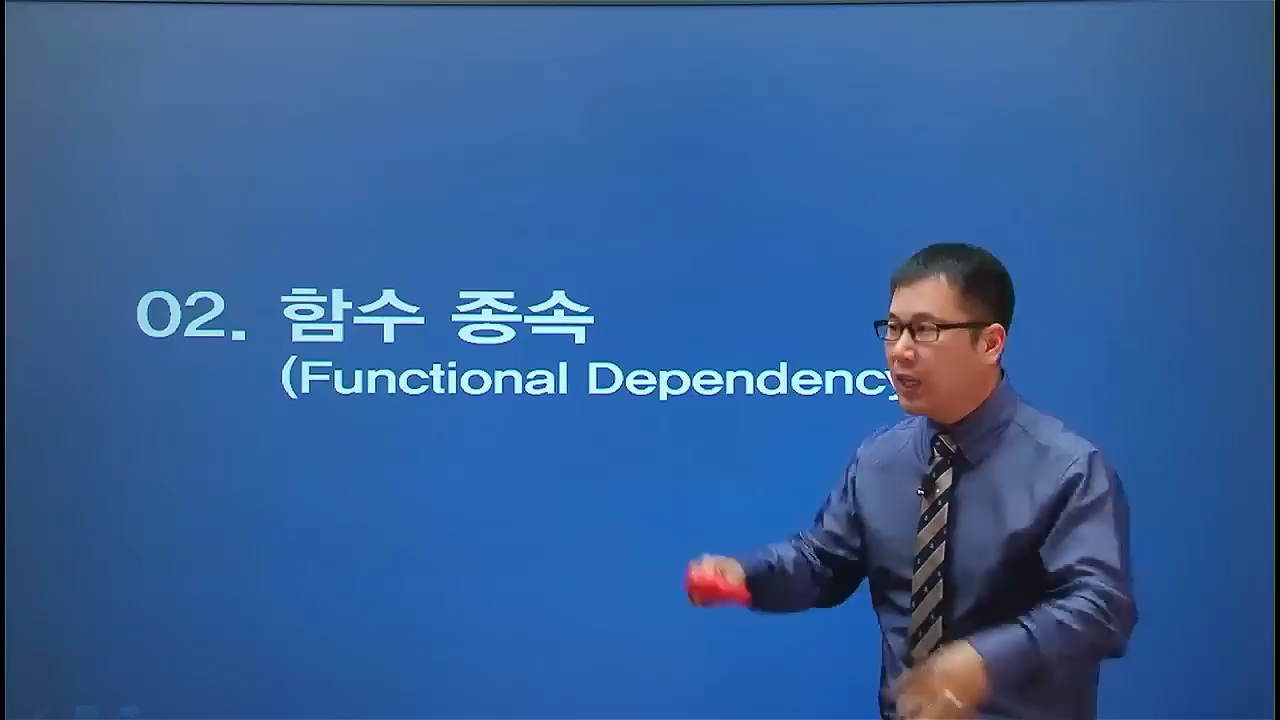 02. 함수 종속
(Functional Dependency